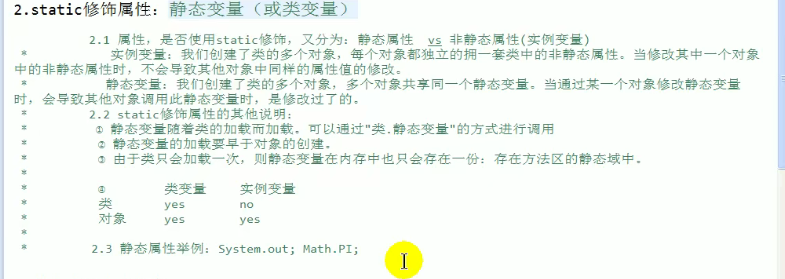 2.static修饰属性：静态变量（或类变量）
2.1 属性，是否使用static修饰，又分为：静态属性 vs 非静态属性(实例变量)
* 实例变量：我们创建了类的多个对象，每个对象都独立的拥一套类中的非静态属性。当修改其中一个对象
中的非静态属性时，不会导致其他对象中同样的属性值的修改。
* 静态变量：我们创建了类的多个对象，多个对象共享同一个静态变量。当通过某一个对象修改静态变量
时，会导致其他对象调用此静态变量时，是修改过了的。
* 2.2 static修饰属性的其他说明：
* ① 静态变量随着类的加载而加载。可以通过"类.静态变量"的方式进行调用
* ② 静态变量的加载要早于对象的创建。
* ③ 由于类只会加载一次，则静态变量在内存中也只会存在一份：存在方法区的静态域中。
*
* ④ 类变量 实例变量
* 类 yes no
* 对象 yes yes
*
* 2.3 静态属性举例：System.out; Math.PI;